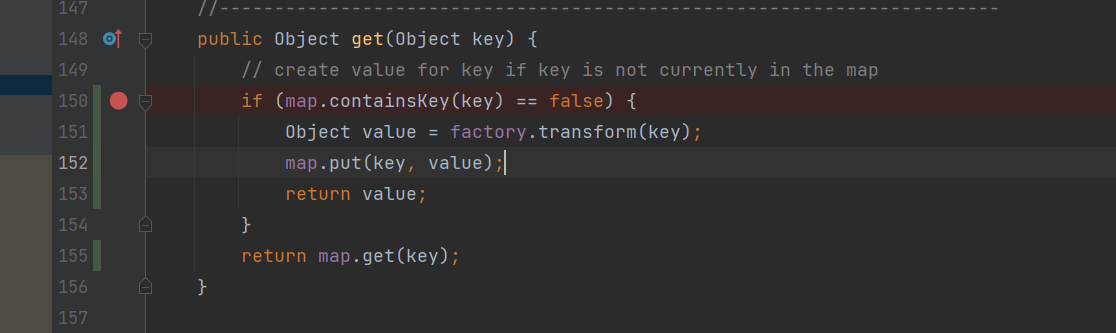 147 //-----------------------------------------------------------------------
148 public Object get(Object key) {
149 // create value for key if key is not currently in the map
150 if (map.containsKey(key) == false) {
151 Object value = factory.transform(key);
152 map.put(key, value);
153 return value;
154 }
155 return map.get(key);
156 }
157